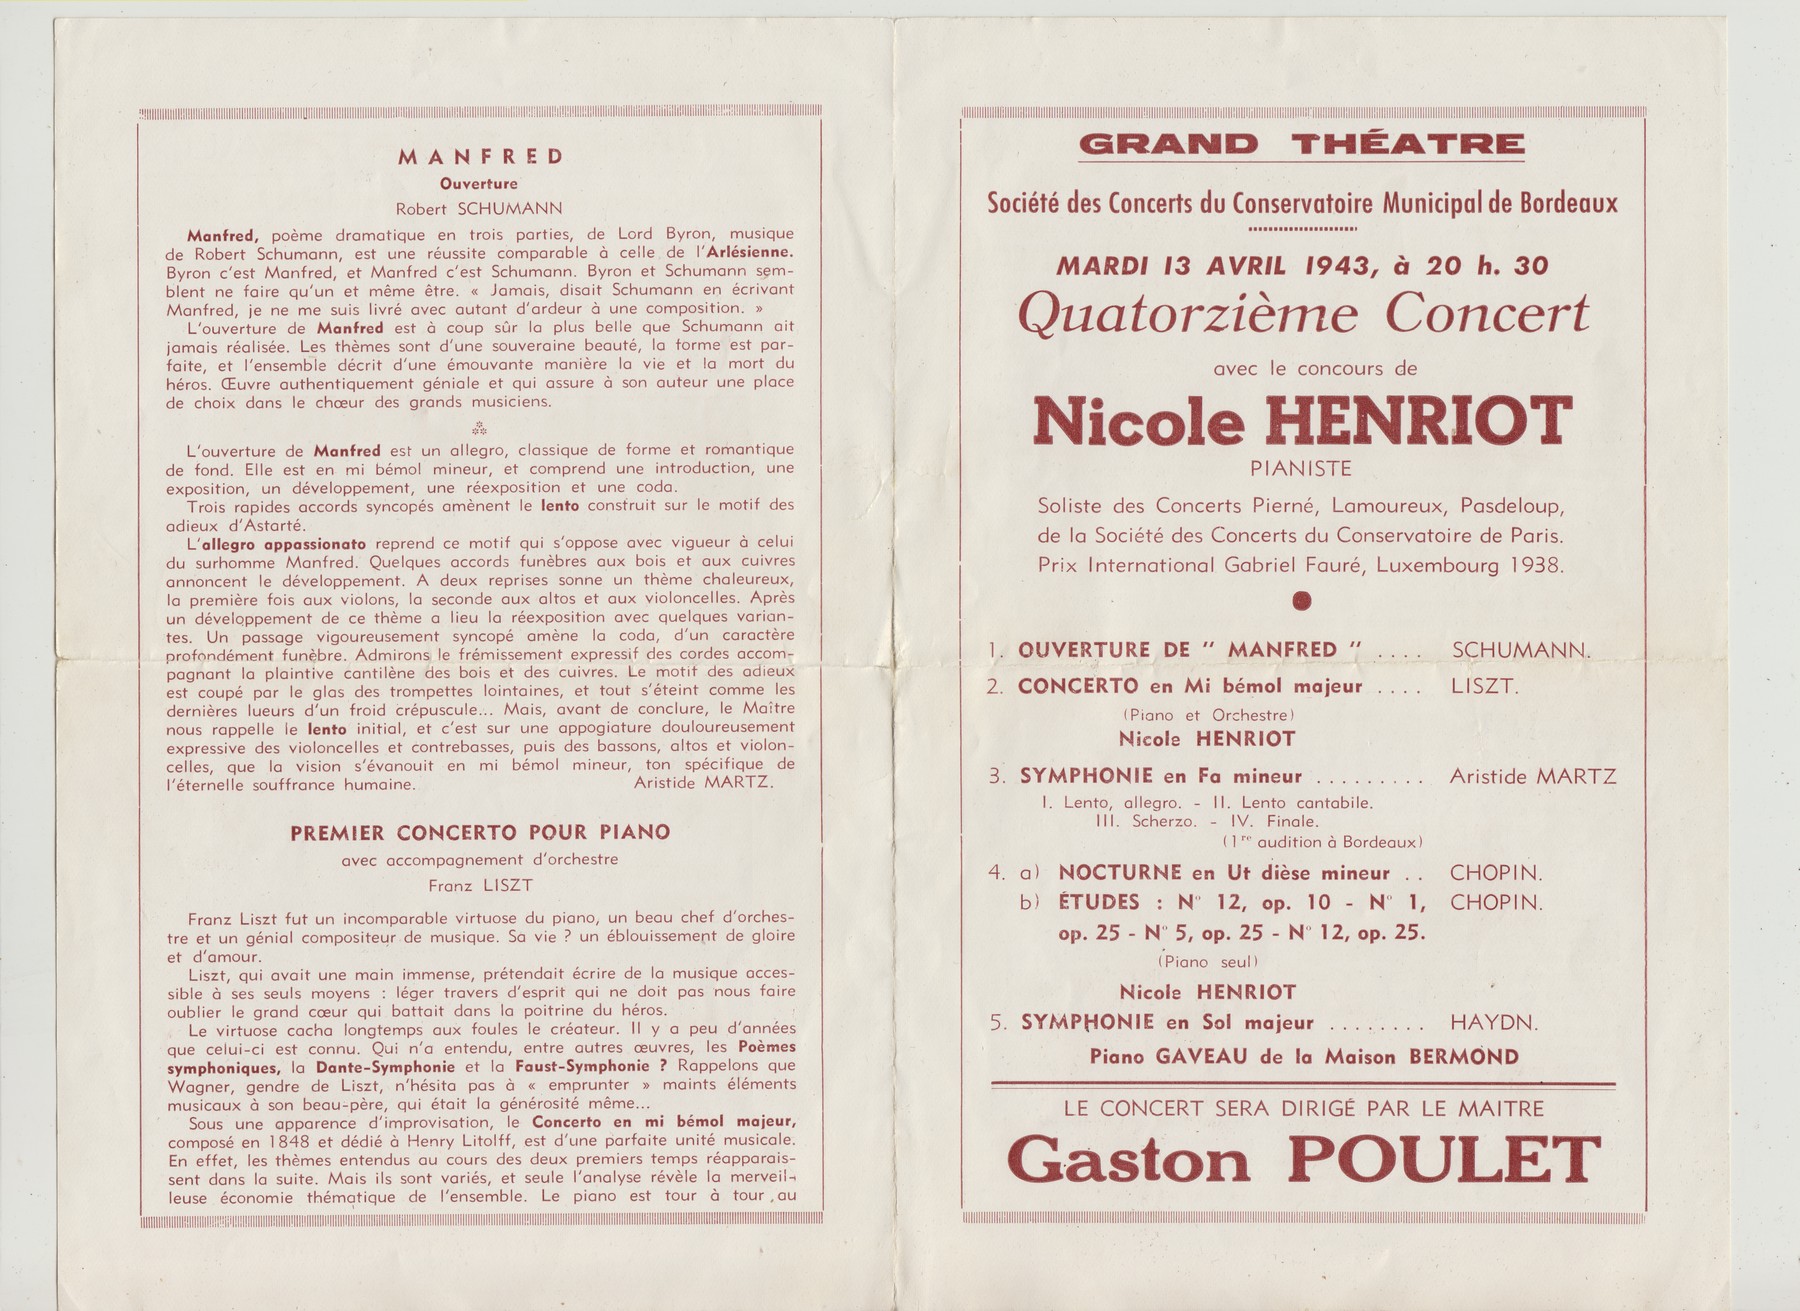 MANFRED
Ouverture
Robert SCHUMANN
Manfred, poème dramatique en trois parties, de Lord Byron, musique
de Robert Schumann, est une réussite comparable à celle de l'Arlésienne.
Byron c'est Manfred, et Manfred c'est Schumann. Byron et Schumann sem-
blent ne faire qu'un et même être. « Jamais, disait Schumann en écrivant
Manfred, je ne me suis livré avec autant d'ardeur à une composition. »
L'ouverture de Manfred est à coup sûr la plus belle que Schumann ait
jamais réalisée. Les thèmes sont d'une souveraine beauté, la forme est par-
faite, et l'ensemble décrit d'une émouvante manière la vie et la mort du
héros. Œuvre authentiquement géniale et qui assure à son auteur une place
de choix dans le chœur des grands musiciens.
L'ouverture de Manfred est un allegro, classique de forme et romantique
de fond. Elle est en mi bémol mineur, et comprend une introduction, une
exposition, un développement, une réexposition et une coda.
Trois rapides accords syncopés amènent le lento construit sur le motif des
adieux d'Astarté.
L'allegro appassionato reprend ce motif qui s'oppose avec vigueur à celui
du surhomme Manfred. Quelques accords funèbres aux bois et aux cuivres
annoncent le développement. A deux reprises sonne un thème chaleureux,
la première fois aux violons, la seconde aux altos et aux violoncelles. Après
un développement de ce thème a lieu la réexposition avec quelques varian-
tes. Un passage vigoureusement syncopé amène la coda, d'un caractère
profondément funèbre. Admirons le frémissement expressif des cordes accom-
pagnant la plaintive cantilène des bois et des cuivres. Le motif des adieux
est coupé par le glas des trompettes lointaines, et tout s'éteint comme les
dernières lueurs d'un froid crépuscule... Mais, avant de conclure, le Maître
nous rappelle le lento initial, et c'est sur une appogiature douloureusement
expressive des violoncelles et contrebasses, puis des bassons, altos et violon-
celles, que la vision s'évanouit en mi bémol mineur, ton spécifique de
l'éternelle souffrance humaine. Aristide MARTZ.
PREMIER CONCERTO POUR PIANO
avec accompagnement d'orchestre
Franz LISZT
Franz Liszt fut un incomparable virtuose du piano, un beau chef d'orches-
tre et un génial compositeur de musique. Sa vie ? un éblouissement de gloire
et d'amour.
Liszt, qui avait une main immense, prétendait écrire de la musique acces-
sible à ses seuls moyens : léger travers d'esprit qui ne doit pas nous faire
oublier le grand cœur qui battait dans la poitrine du héros.
Le virtuose cacha longtemps aux foules le créateur. Il y a peu d'années
que celui-ci est connu. Qui n'a entendu, entre autres œuvres, les Poèmes
symphoniques, la Dante-Symphonie et la Faust-Symphonie ? Rappelons que
Wagner, gendre de Liszt, n'hésita pas à « emprunter » maints éléments
musicaux à son beau-père, qui était la générosité même...
Sous une apparence d'improvisation, le Concerto en mi bémol majeur,
composé en 1848 et dédié à Henry Litolff, est d'une parfaite unité musicale.
En effet, les thèmes entendus au cours des deux premiers temps réapparais-
sent dans la suite. Mais ils sont variés, et seule l'analyse révèle la merveil-
leuse économie thématique de l'ensemble. Le piano est tour à tour au
GRAND THÉATRE
Société des Concerts du Conservatoire Municipal de Bordeaux
MARDI 13 AVRIL 1943, à 20 h. 30
Quatorzième Concert
avec le concours de
Nicole HENRIOT
PIANISTE
Soliste des Concerts Pierné, Lamoureux, Pasdeloup,
de la Société des Concerts du Conservatoire de Paris.
Prix International Gabriel Fauré, Luxembourg 1938.
1. OUVERTURE DE " MANFRED " .... SCHUMANN.
2. CONCERTO en Mi bémol majeur .... LISZT.
(Piano et Orchestre)
Nicole HENRIOT
3. SYMPHONIE en Fa mineur ......... Aristide MARTZ
I. Lento, allegro. - II. Lento cantabile.
III. Scherzo. - IV. Finale.
(1re audition à Bordeaux)
4. a) NOCTURNE en Ut dièse mineur .. CHOPIN.
b) ÉTUDES : N° 12, op. 10 - N° 1, CHOPIN.
op. 25 - N° 5, op. 25 - N° 12, op. 25.
(Piano seul)
Nicole HENRIOT
5. SYMPHONIE en Sol majeur ........ HAYDN.
Piano GAVEAU de la Maison BERMOND
LE CONCERT SERA DIRIGÉ PAR LE MAITRE
Gaston POULET